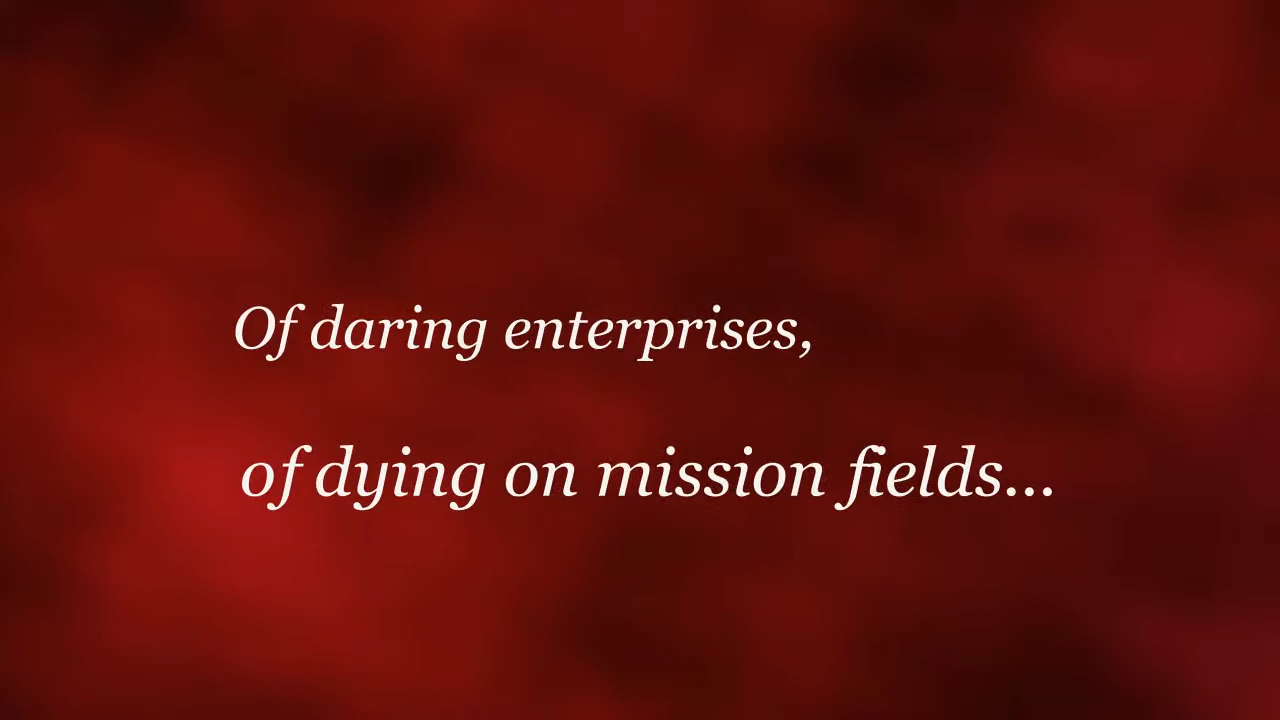 Of daring enterprises,
of dying on mission fields...